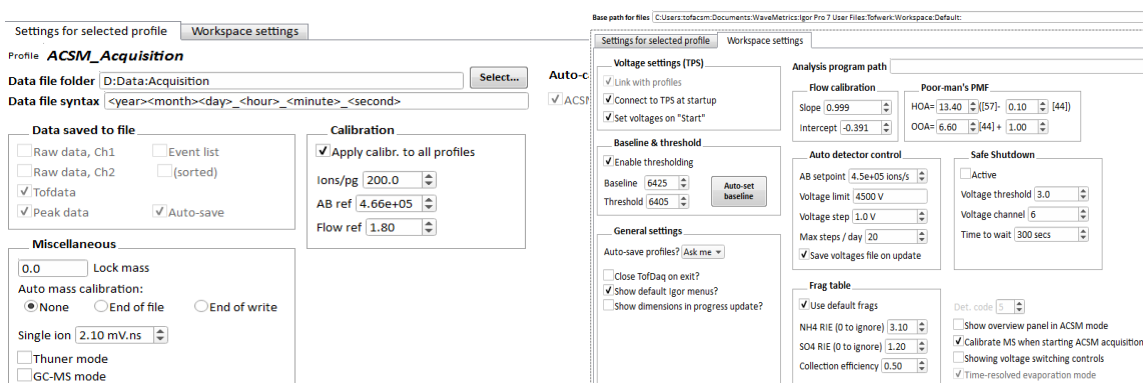 Settings for selected profile Workspace settings
Profile ACSM_Acquisition
Data file folder D:Data:Acquisition Select...
Data file syntax <year><month><day>_<hour>_<minute>_<second>
Auto-c
ACSM
Data saved to file
Raw data, Ch1 Event list
Raw data, Ch2 (sorted)
Tofdata
Peak data Auto-save
Calibration
Apply calibr. to all profiles
Ions/pg 200.0
AB ref 4.66e+05
Flow ref 1.80
Miscellaneous
0.0 Lock mass
Auto mass calibration:
None End of file End of write
Single ion 2.10 mV.ns
Thuner mode
GC-MS mode
Base path for files C:Users:tofacsm:Documents:WaveMetrics:Igor Pro 7 User Files:Tofwerk:Workspace:Default:
Settings for selected profile Workspace settings
Voltage settings (TPS)
Link with profiles
Connect to TPS at startup
Set voltages on "Start"
Baseline & threshold
Enable thresholding
Baseline 6425
Threshold 6405
Auto-set
baseline
General settings
Auto-save profiles? Ask me
Close TofDaq on exit?
Show default Igor menus?
Show dimensions in progress update?
Analysis program path
Flow calibration
Slope 0.999
Intercept -0.391
Poor-man's PMF
HOA= 13.40 ([57]- 0.10 [44])
OOA= 6.60 [44] + 1.00
Auto detector control
AB setpoint 4.5e+05 ions/s
Voltage limit 4500 V
Voltage step 1.0 V
Max steps / day 20
Save voltages file on update
Safe Shutdown
Active
Voltage threshold 3.0
Voltage channel 6
Time to wait 300 secs
Frag table
Use default frags
NH4 RIE (0 to ignore) 3.10
SO4 RIE (0 to ignore) 1.20
Collection efficiency 0.50
Det. code 5
Show overview panel in ACSM mode
Calibrate MS when starting ACSM acquisition
Showing voltage switching controls
Time-resolved evaporation mode